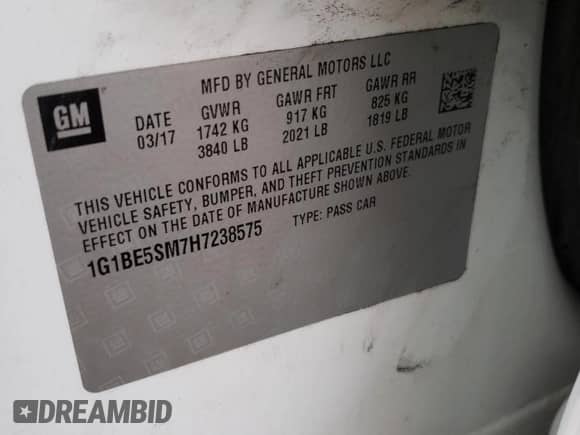 GM
MFD BY GENERAL MOTORS LLC
DATE GVWR GAWR FRT GAWR RR
03/17 1742 KG 917 KG 825 KG
3840 LB 2021 LB 1819 LB
THIS VEHICLE CONFORMS TO ALL APPLICABLE U.S. FEDERAL MOTOR
VEHICLE SAFETY, BUMPER, AND THEFT PREVENTION STANDARDS IN
EFFECT ON THE DATE OF MANUFACTURE SHOWN ABOVE.
1G1BE5SM7H7238575 TYPE: PASS CAR
DREAMBID